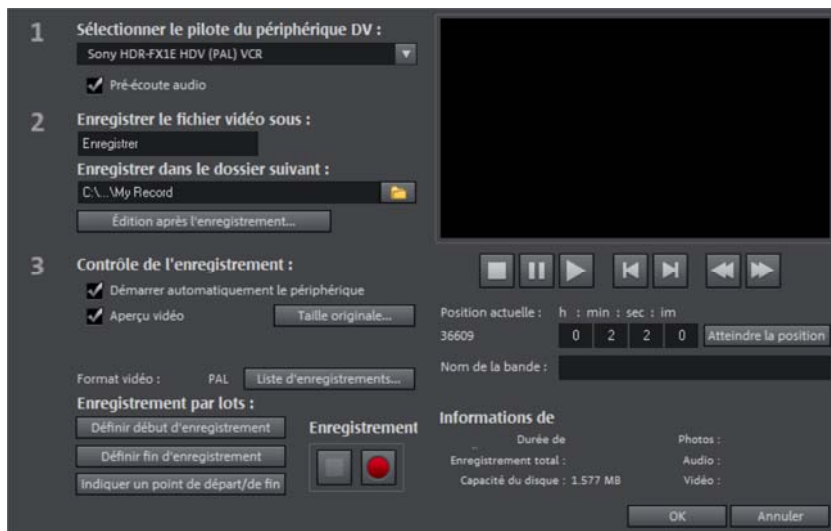 1
Sélectionner le pilote du périphérique DV :
Sony HDR-FX1E HDV (PAL) VCR
Pré-écoute audio
2
Enregistrer le fichier vidéo sous :
Enregistrer
Enregistrer dans le dossier suivant :
C:\...\My Record
Édition après l'enregistrement...
3
Contrôle de l'enregistrement :
Démarrer automatiquement le périphérique
Aperçu vidéo
Taille originale...
Format vidéo : PAL
Liste d'enregistrements...
Enregistrement par lots :
Définir début d'enregistrement
Définir fin d'enregistrement
Indiquer un point de départ/de fin
Enregistrement
Position actuelle : h : min : sec : im
36609 0 2 2 0 Atteindre la position
Nom de la bande :
Informations de
Durée de
Photos :
Enregistrement total :
Audio :
Capacité du disque : 1.577 MB
Vidéo :
OK
Annuler